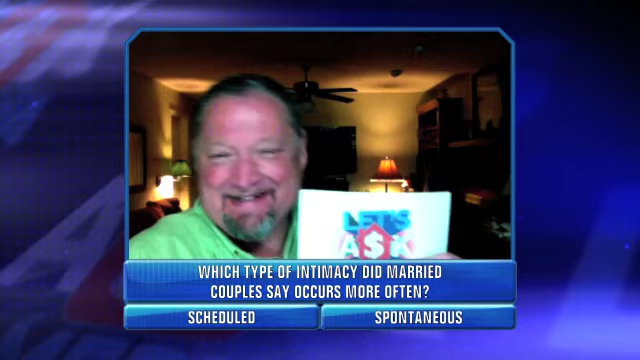 LET'S
A$K
WHICH TYPE OF INTIMACY DID MARRIED
COUPLES SAY OCCURS MORE OFTEN?
SCHEDULED
SPONTANEOUS